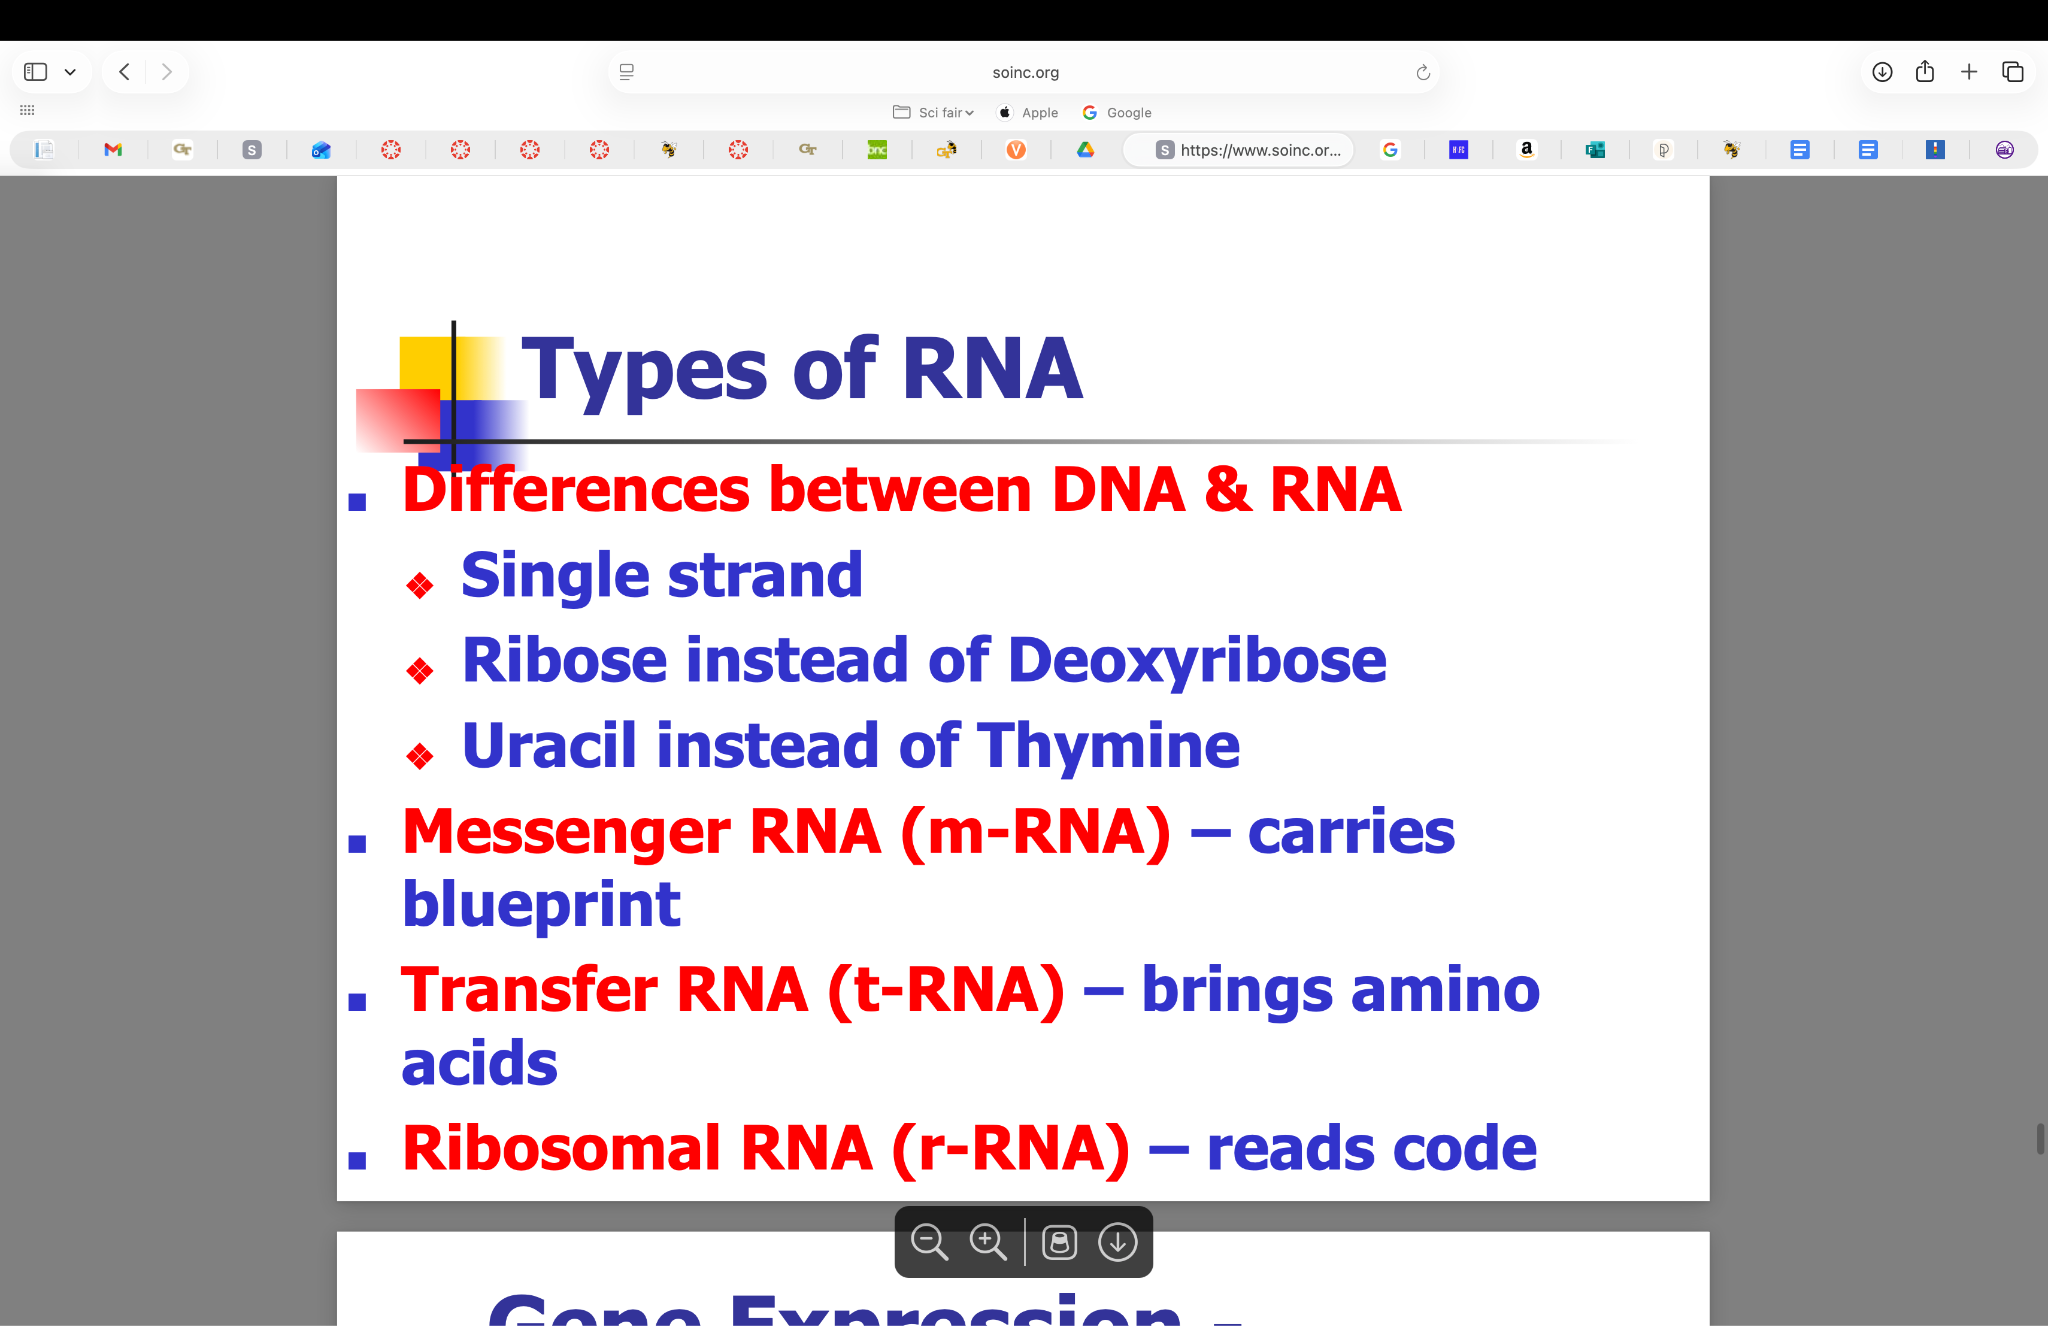 soinc.org
Sci fair
Apple
Google
https://www.soinc.or...
Types of RNA
Differences between DNA & RNA
Single strand
Ribose instead of Deoxyribose
Uracil instead of Thymine
Messenger RNA (m-RNA) – carries
blueprint
Transfer RNA (t-RNA) – brings amino
acids
Ribosomal RNA (r-RNA) – reads code
Gene Expression -